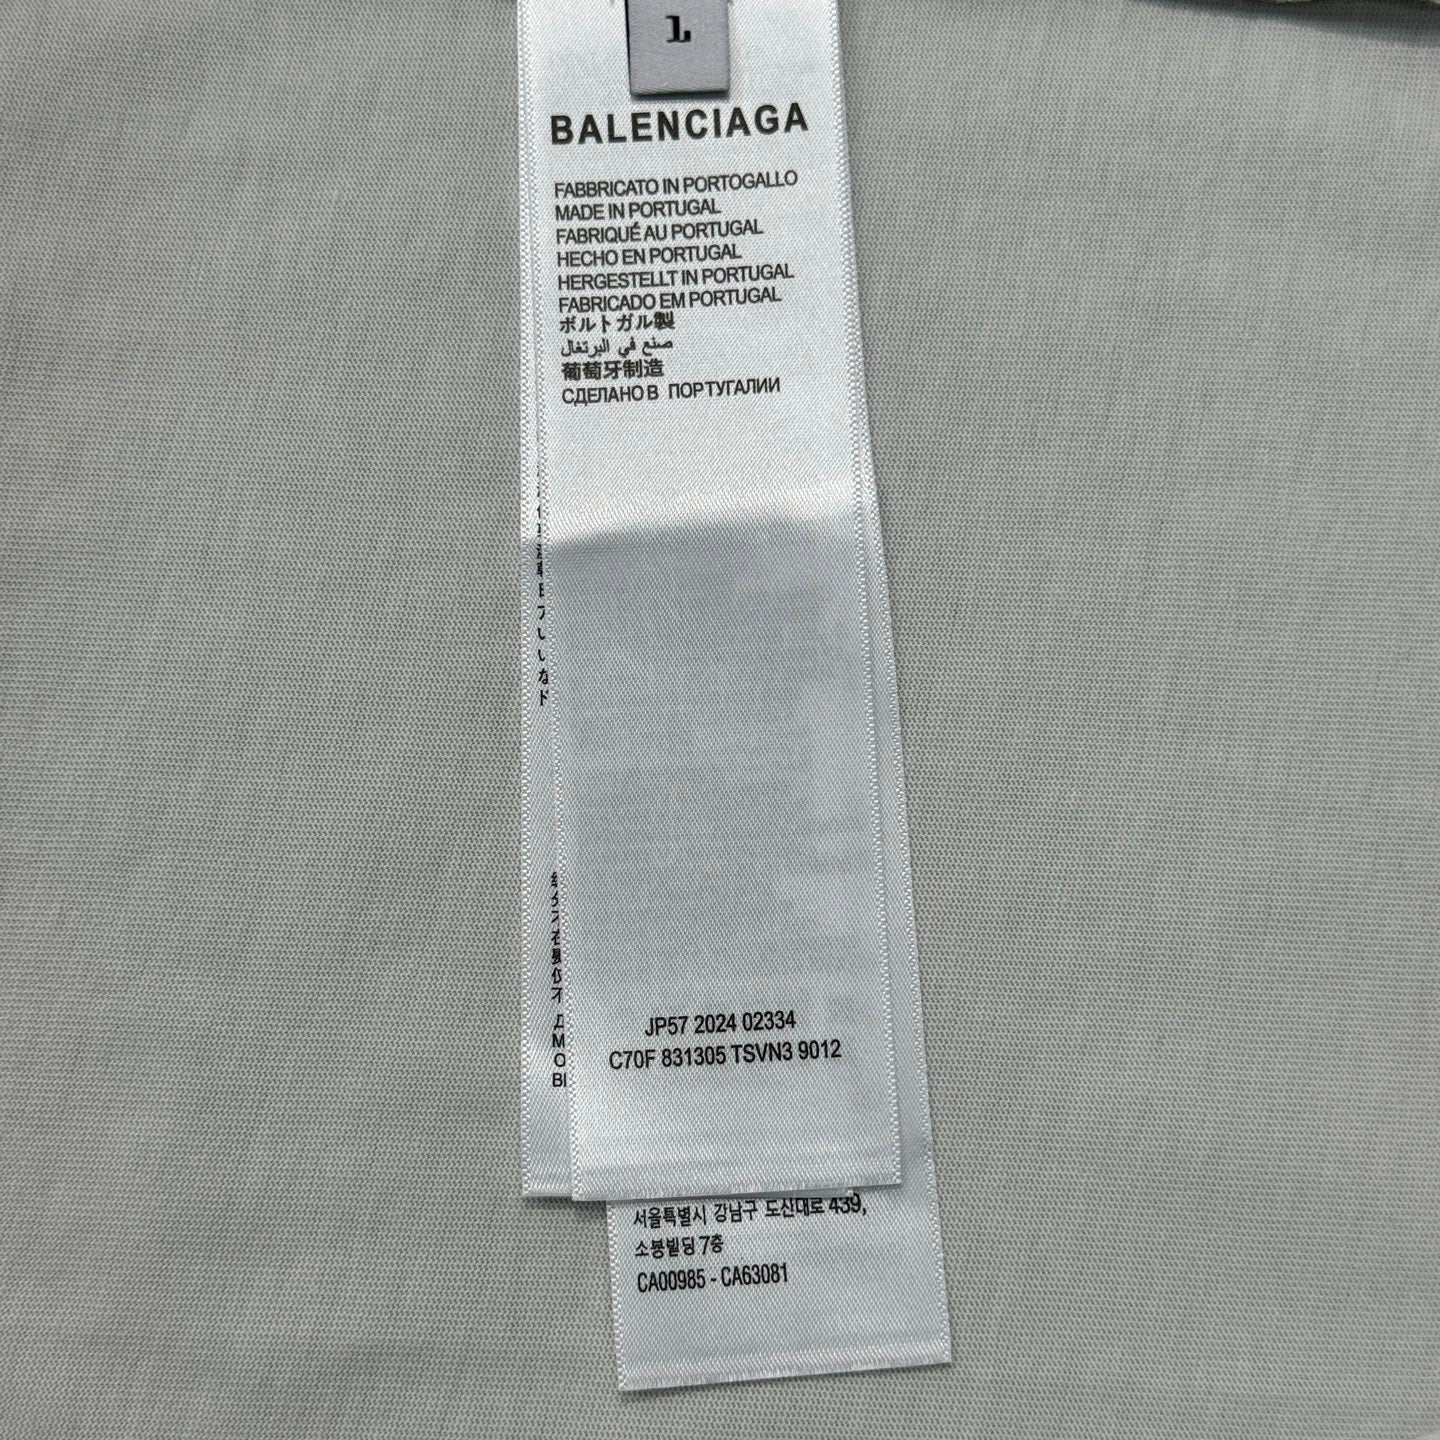 L
BALENCIAGA
FABBRICATO IN PORTOGALLO
MADE IN PORTUGAL
FABRIQUÉ AU PORTUGAL
HECHO EN PORTUGAL
HERGESTELLT IN PORTUGAL
FABRICADO EM PORTUGAL
ポルトガル製
صنع في البرتغال
葡萄牙制造
СДЕЛАНО В ПОРТУГАЛИИ
JP57 2024 02334
C70F 831305 TSVN3 9012
서울특별시 강남구 도산대로 439,
소봉빌딩 7층
CA00985 - CA63081